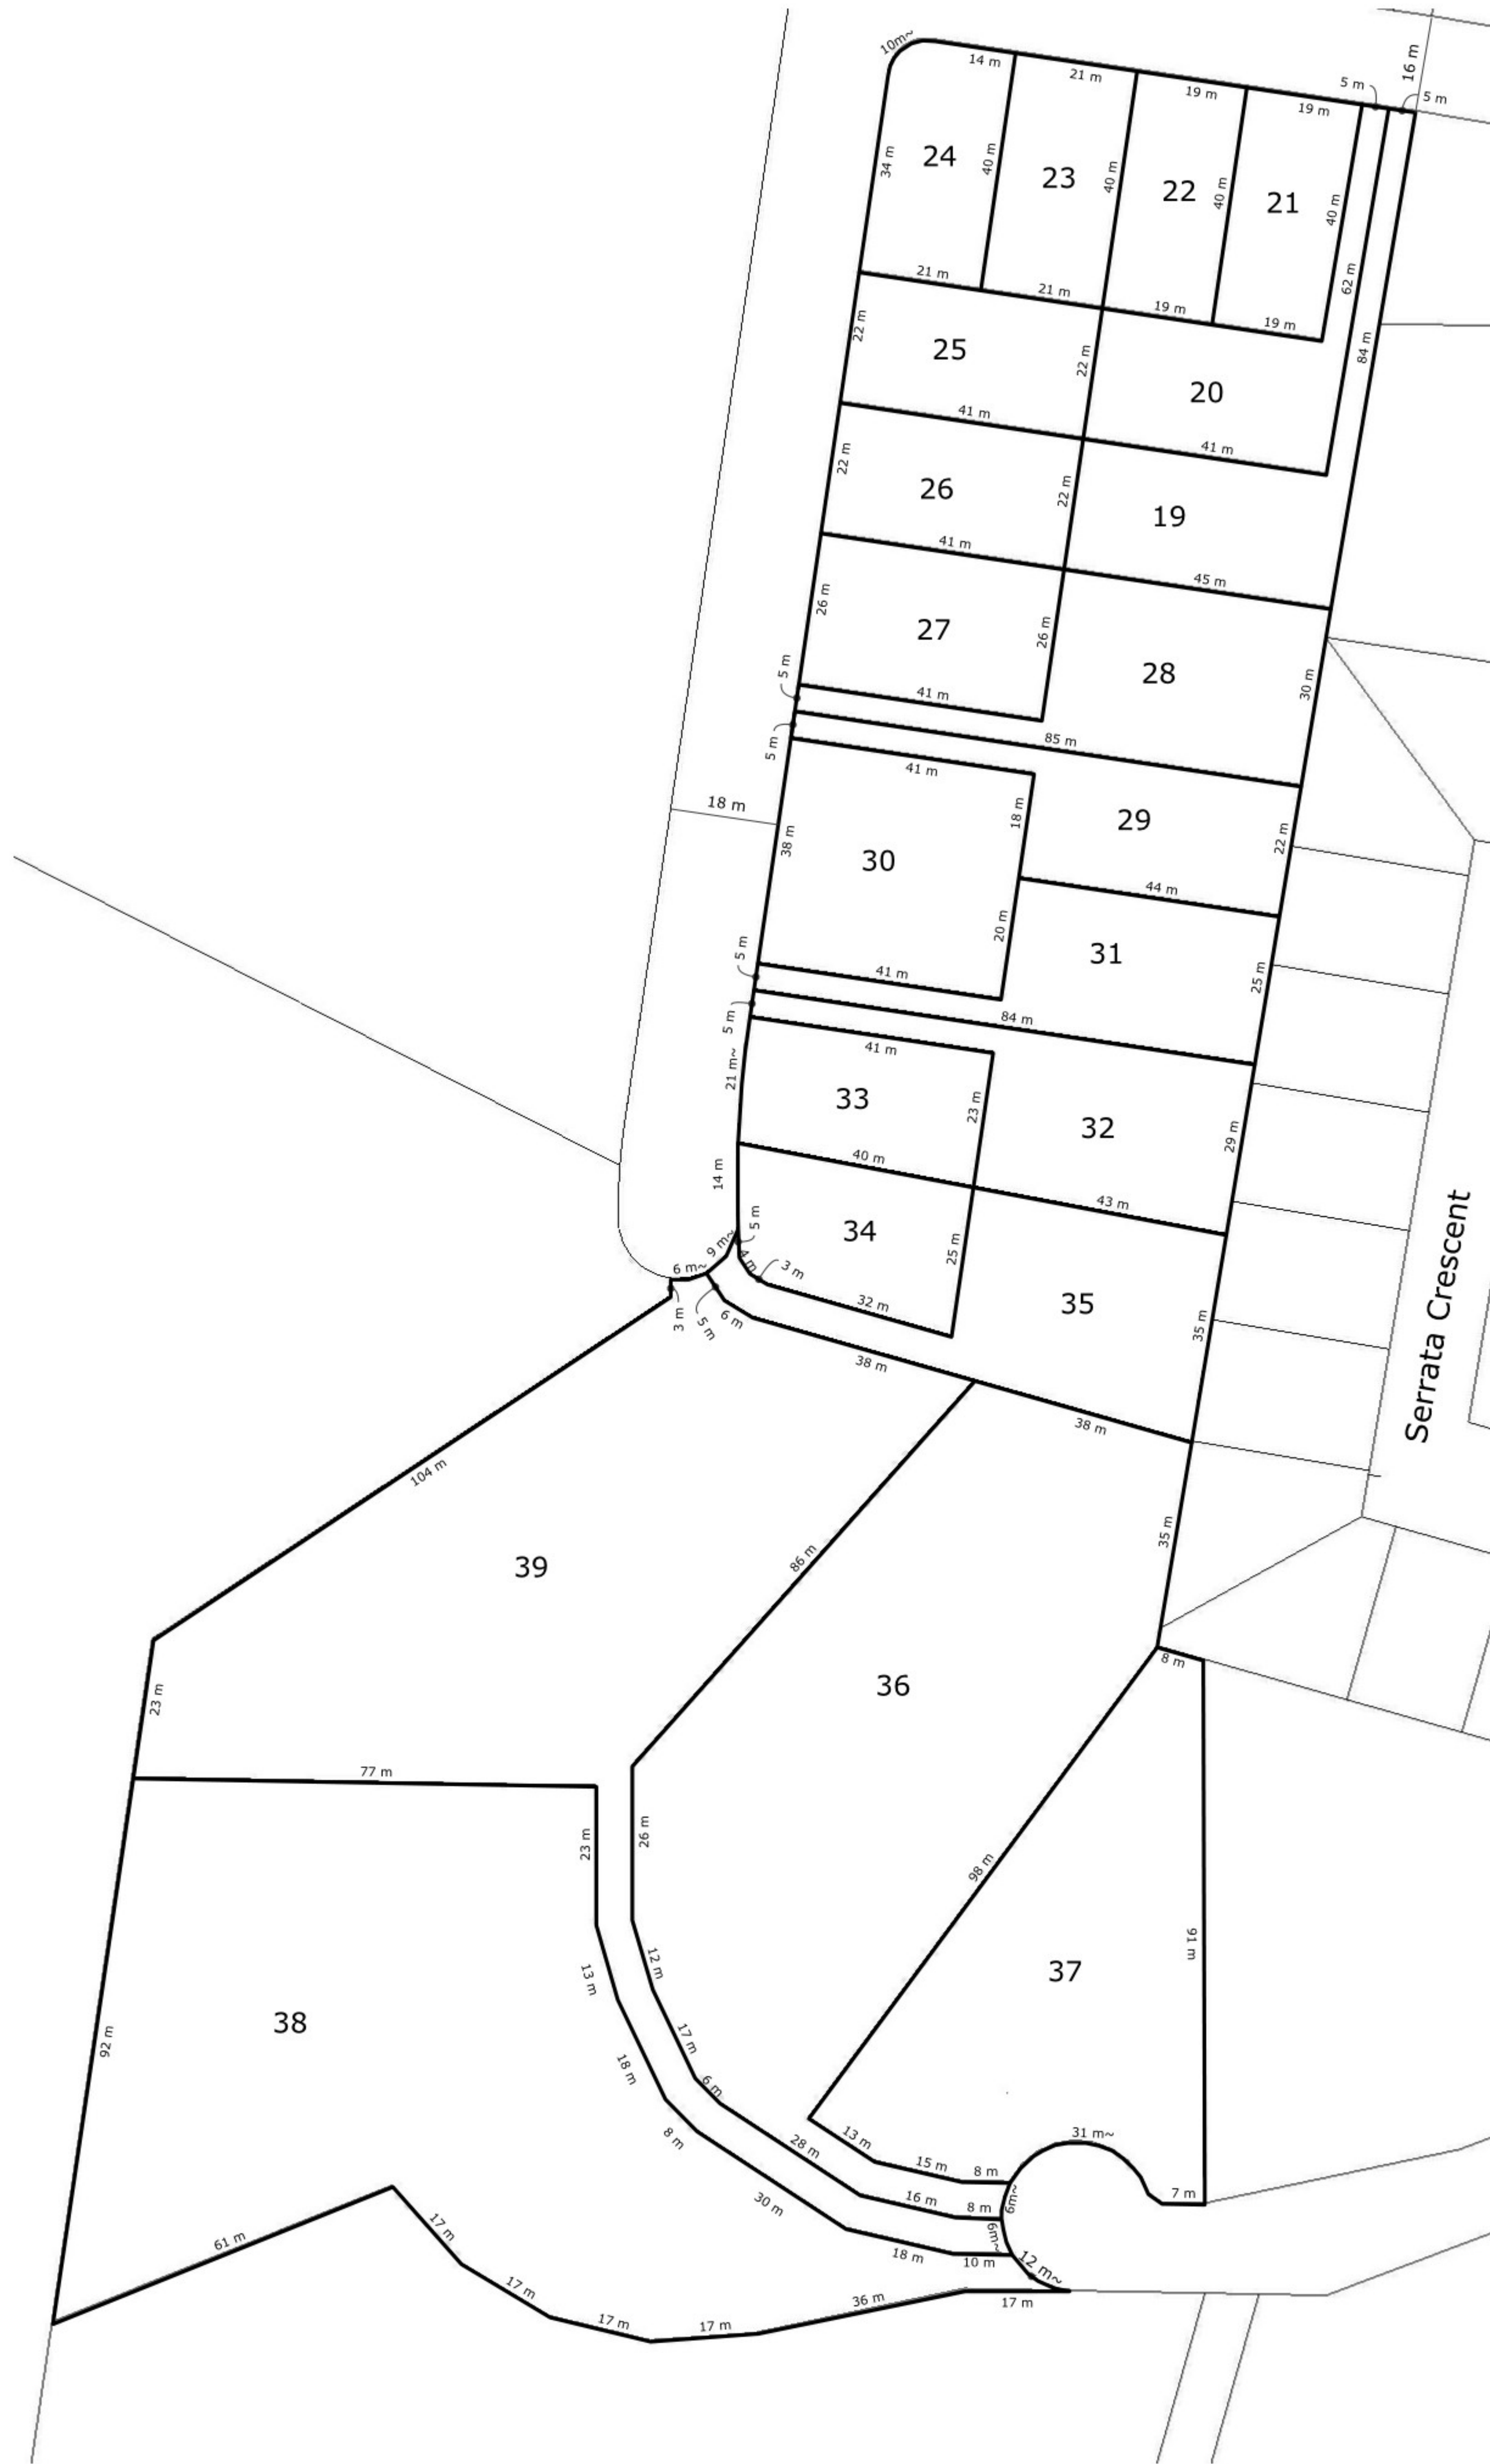 10m~
14 m
21 m
19 m
19 m
5 m
16 m
5 m
34 m
24
40 m
23
40 m
22
40 m
21
40 m
21 m
21 m
19 m
19 m
62 m
84 m
22 m
25
22 m
20
41 m
41 m
22 m
26
22 m
19
41 m
45 m
26 m
27
26 m
28
30 m
5 m
41 m
85 m
5 m
41 m
18 m
38 m
30
18 m
29
22 m
44 m
20 m
31
25 m
5 m
41 m
84 m
5 m
41 m
21 m~
33
23 m
32
29 m
40 m
43 m
14 m
34
25 m
35
35 m
Serrata Crescent
9 m~
5 m
4 m
3 m
6 m~
32 m
3 m
5 m
6 m
38 m
38 m
104 m
39
86 m
35 m
36
8 m
23 m
77 m
23 m
26 m
98 m
91 m
37
12 m
13 m
38
92 m
17 m
18 m
6 m
8 m
28 m
13 m
15 m
8 m
31 m~
7 m
6m~
16 m
8 m
6m~
30 m
18 m
10 m
12 m~
61 m
17 m
17 m
17 m
17 m
36 m
17 m